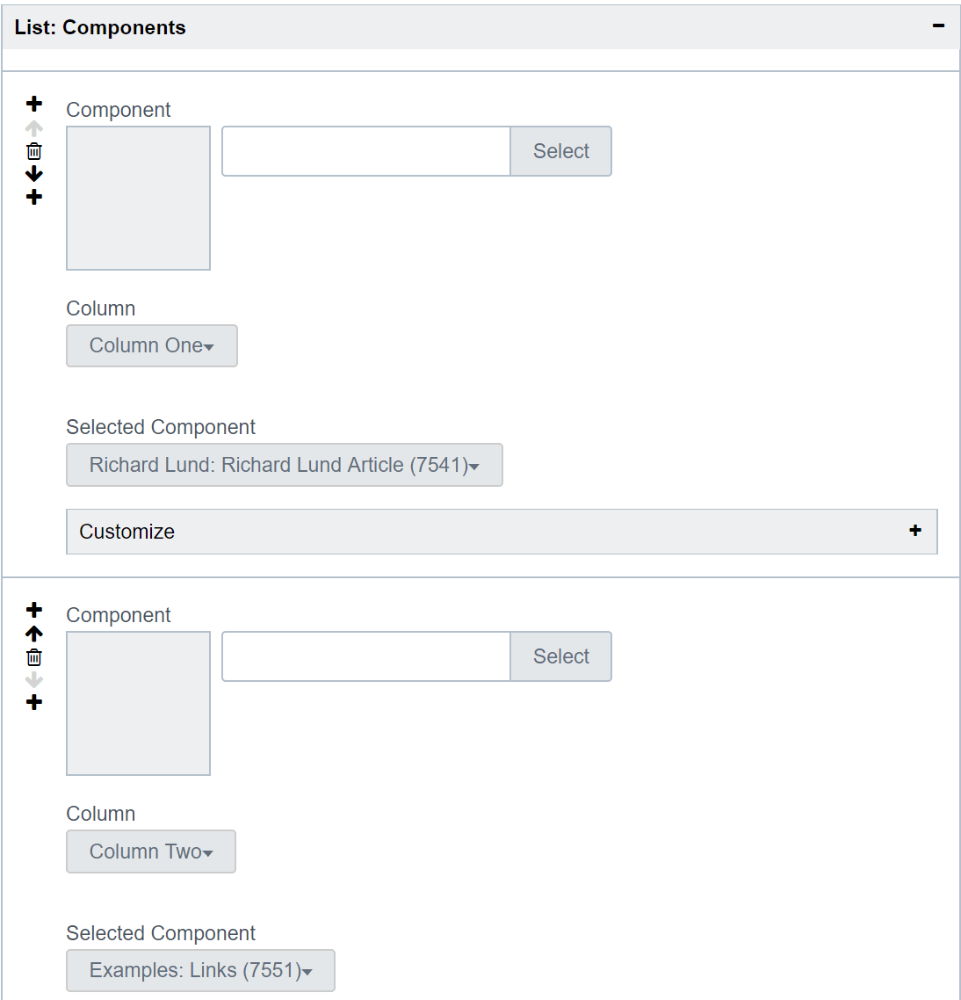 List: Components
Component
Select
Column
Column One
Selected Component
Richard Lund: Richard Lund Article (7541)
Customize
Component
Select
Column
Column Two
Selected Component
Examples: Links (7551)